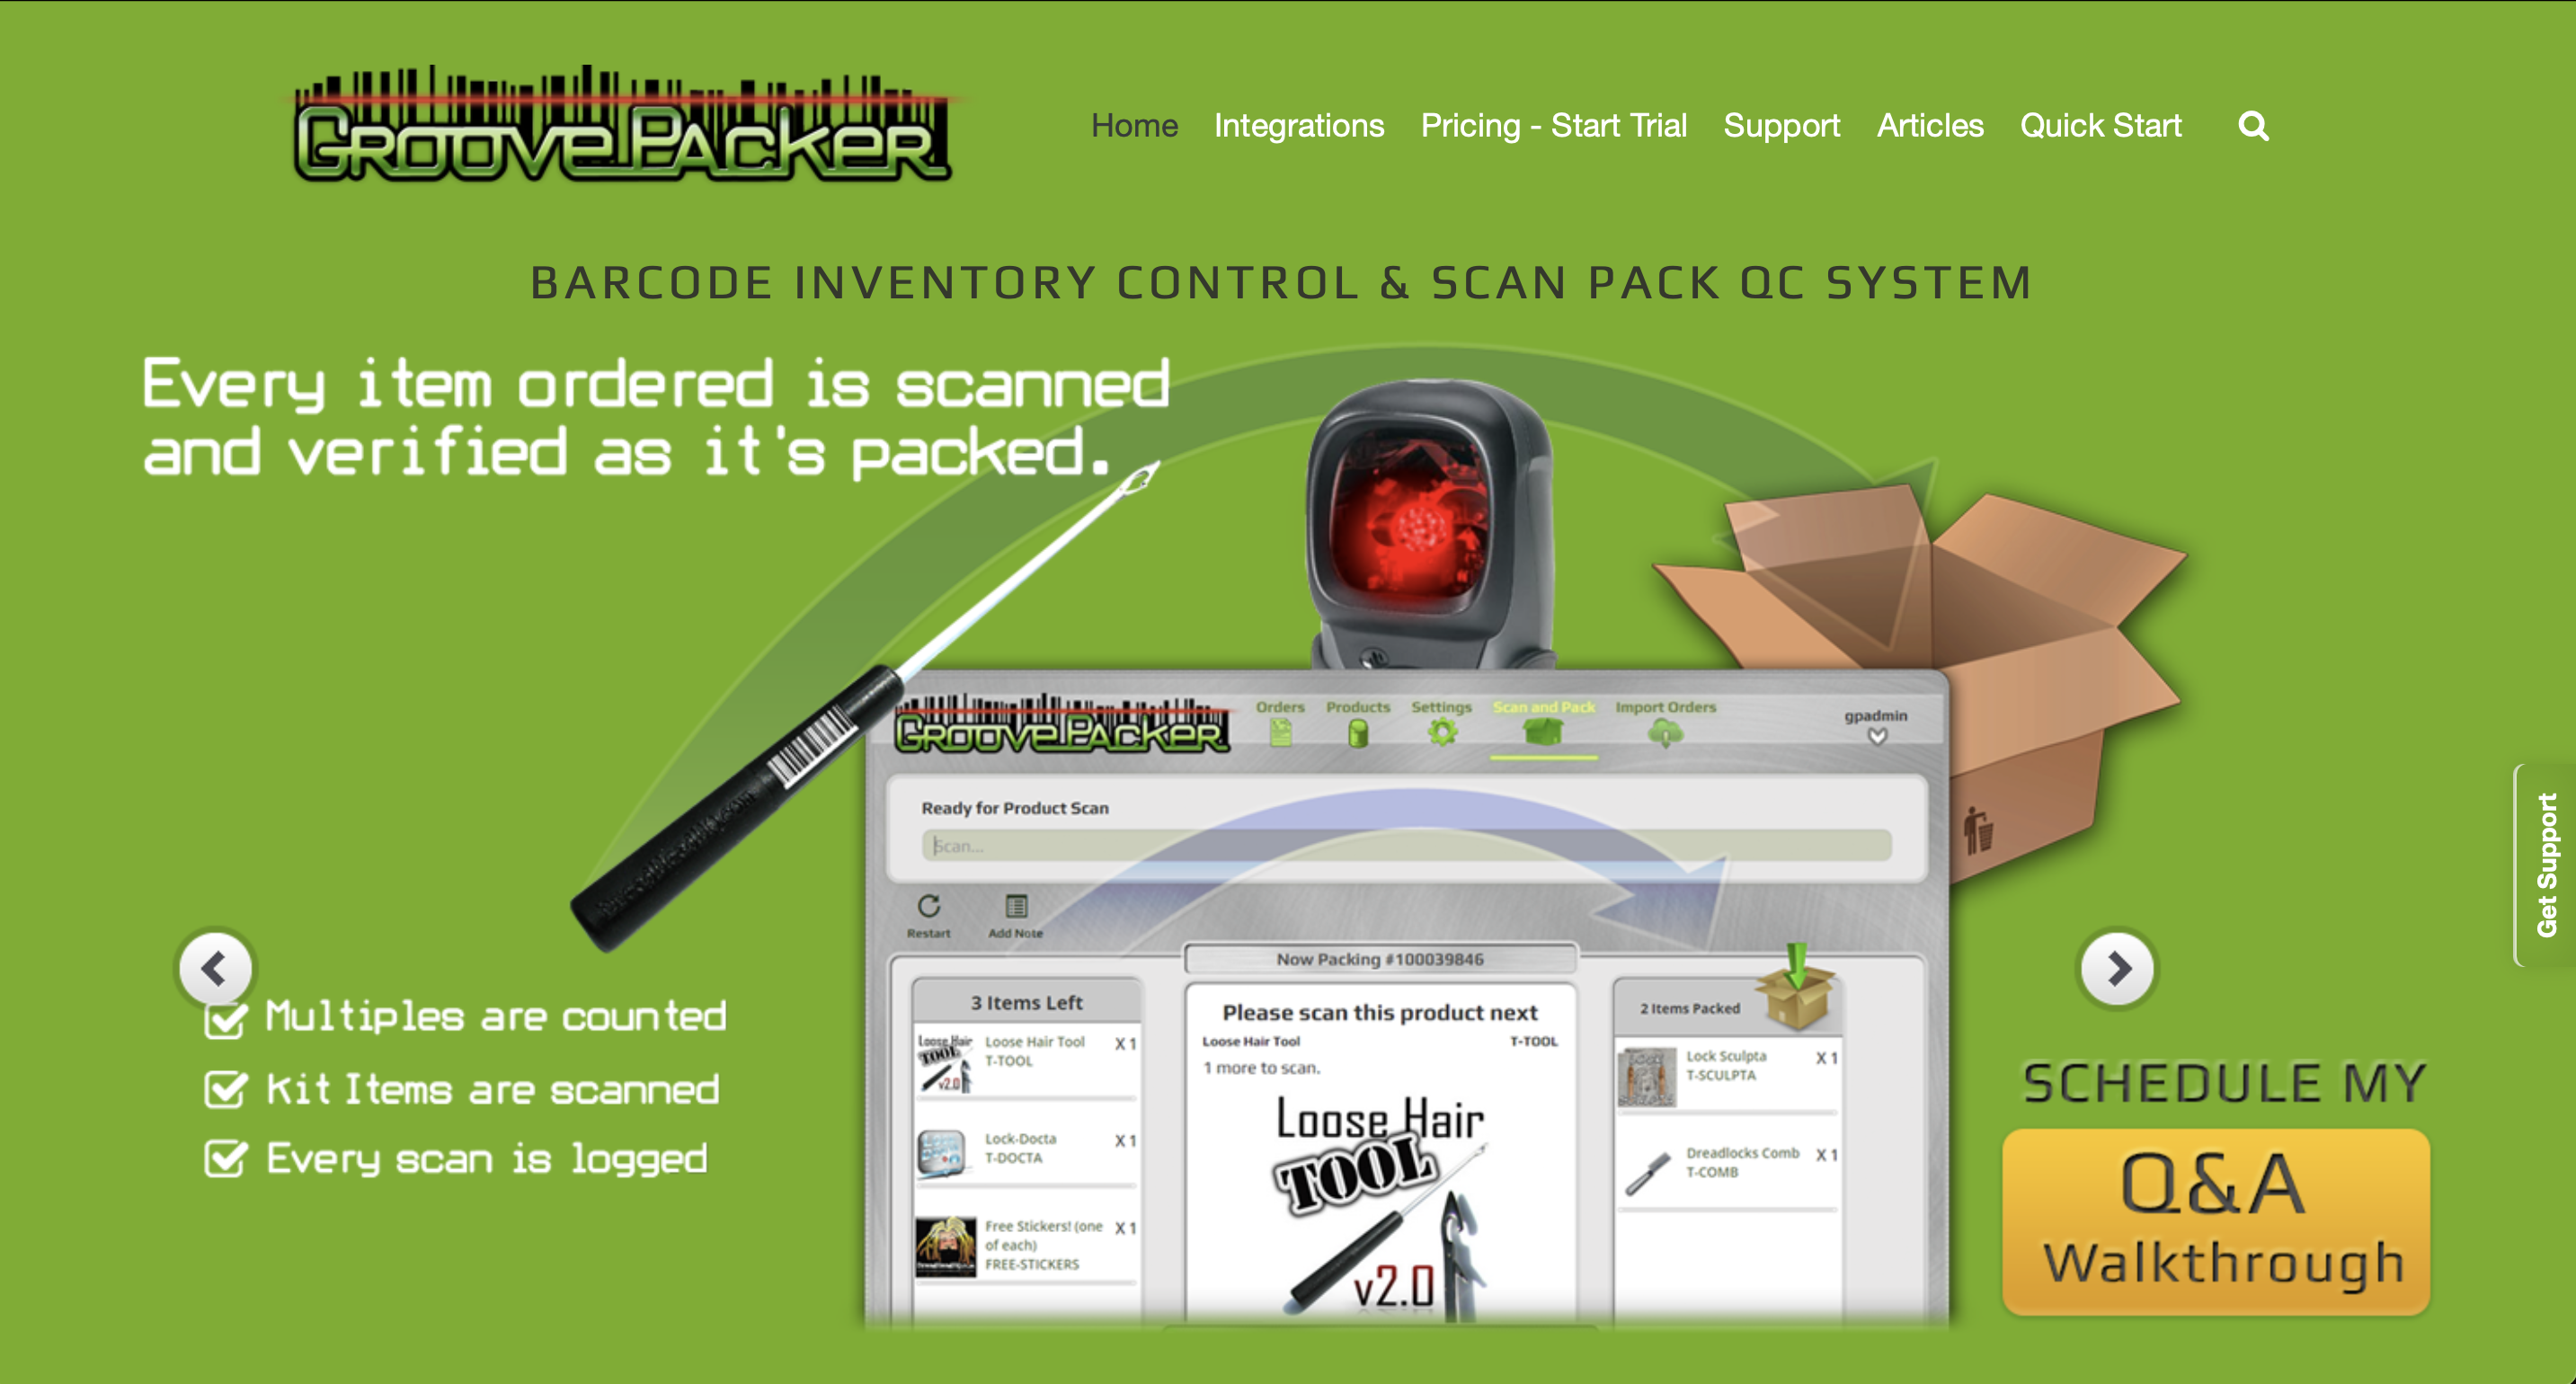 GROOVEPACKER
Home Integrations Pricing - Start Trial Support Articles Quick Start
BARCODE INVENTORY CONTROL & SCAN PACK QC SYSTEM
Every item ordered is scanned
and verified as it's packed.
GROOVEPACKER
Orders Products Settings Scan and Pack Import Orders
gpadmin
Ready for Product Scan
Scan...
Restart Add Note
Now Packing #100039846
3 Items Left
Loose Hair
TOOL
v2.0
Loose Hair Tool X 1
T-TOOL
Lock-Docta X 1
T-DOCTA
Free Stickers! (one X 1
of each)
FREE-STICKERS
Please scan this product next
Loose Hair Tool T-TOOL
1 more to scan.
Loose Hair
TOOL
v2.0
2 Items Packed
Lock Sculpta X 1
T-SCULPTA
Dreadlocks Comb X 1
T-COMB
Multiples are counted
Kit Items are scanned
Every scan is logged
SCHEDULE MY
Q&A
Walkthrough
Get Support